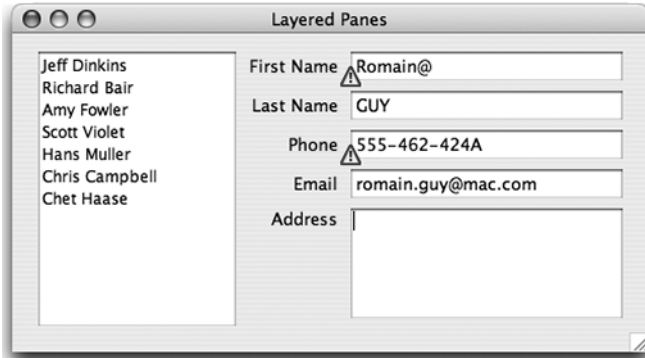 Layered Panes
Jeff Dinkins
Richard Bair
Amy Fowler
Scott Violet
Hans Muller
Chris Campbell
Chet Haase
First Name Romain@
Last Name GUY
Phone 555-462-424A
Email romain.guy@mac.com
Address